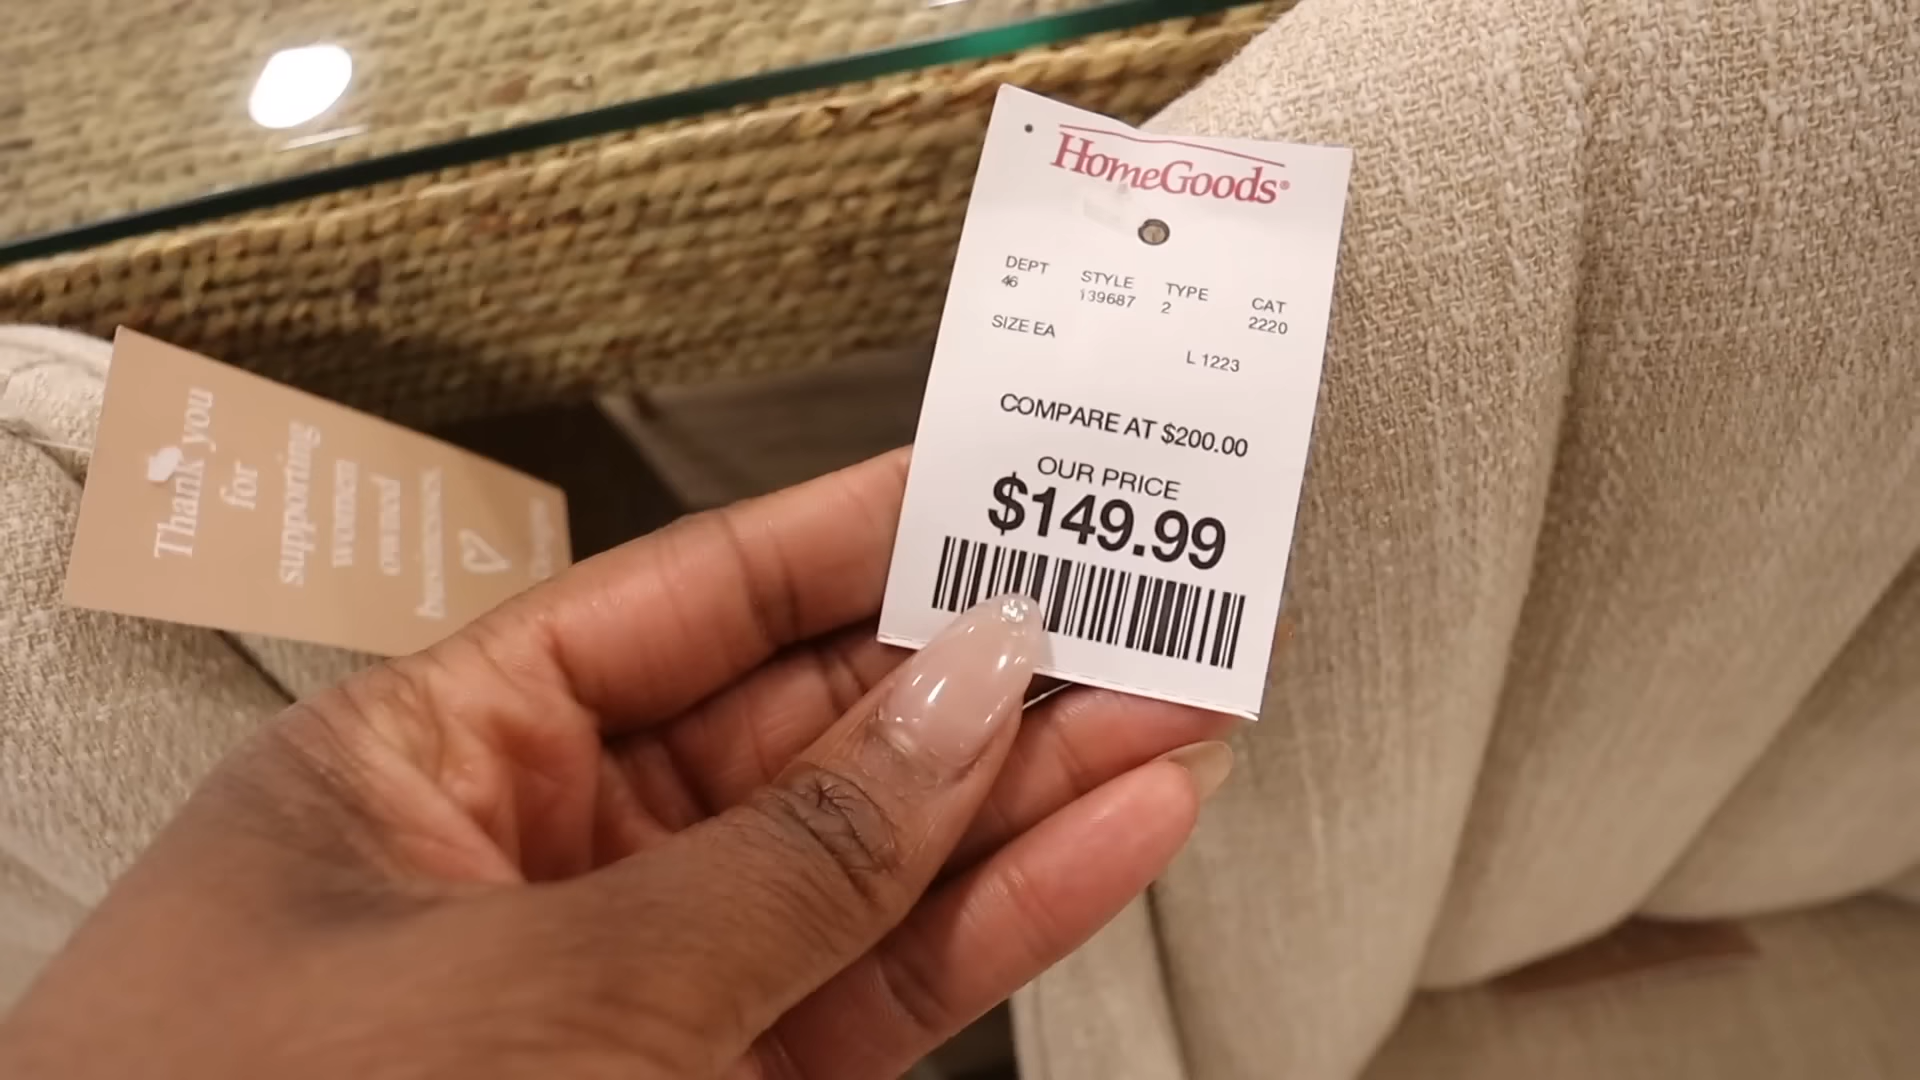 HomeGoods®
DEPT STYLE TYPE CAT
46 139687 2 2220
SIZE EA
L 1223
COMPARE AT $200.00
OUR PRICE
$149.99
Thank you
for
supporting
women
owned
businesses.